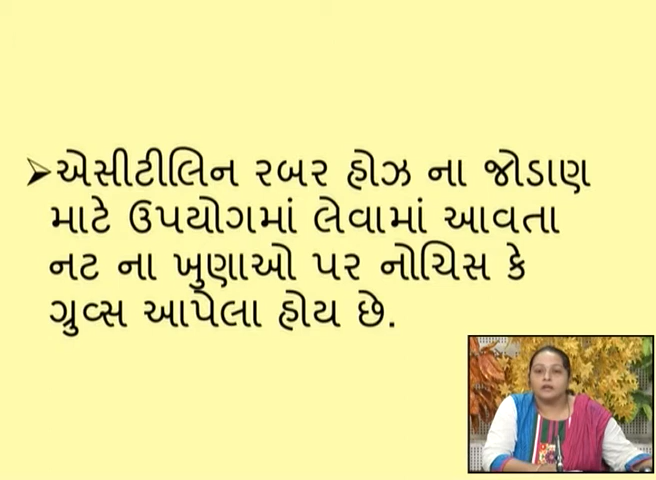 ➢એસીટીલિન રબર હોઝ ના જોડાણ
માટે ઉપયોગમાં લેવામાં આવતા
નટ ના ખુણાઓ પર નોચિસ કે
ગ્રુવ્સ આપેલા હોય છે.